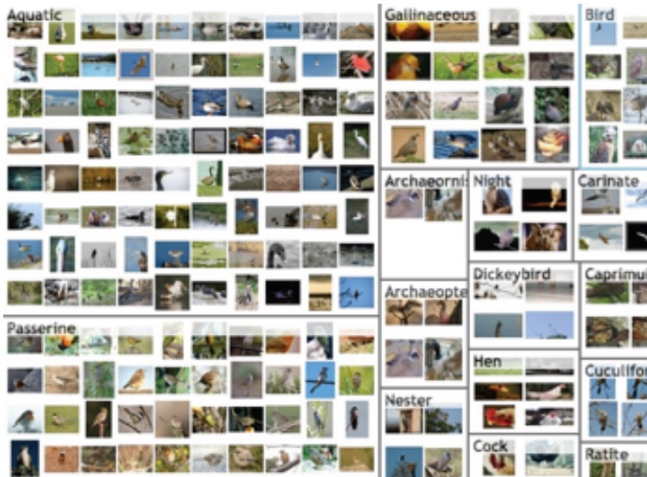 Aquatic
Gallinaceous
Bird
Archaeornis
Night
Carinate
Dickeybird
Caprimul
Archaeopte
Passerine
Hen
Cuculifor
Nester
Cock
Ratite